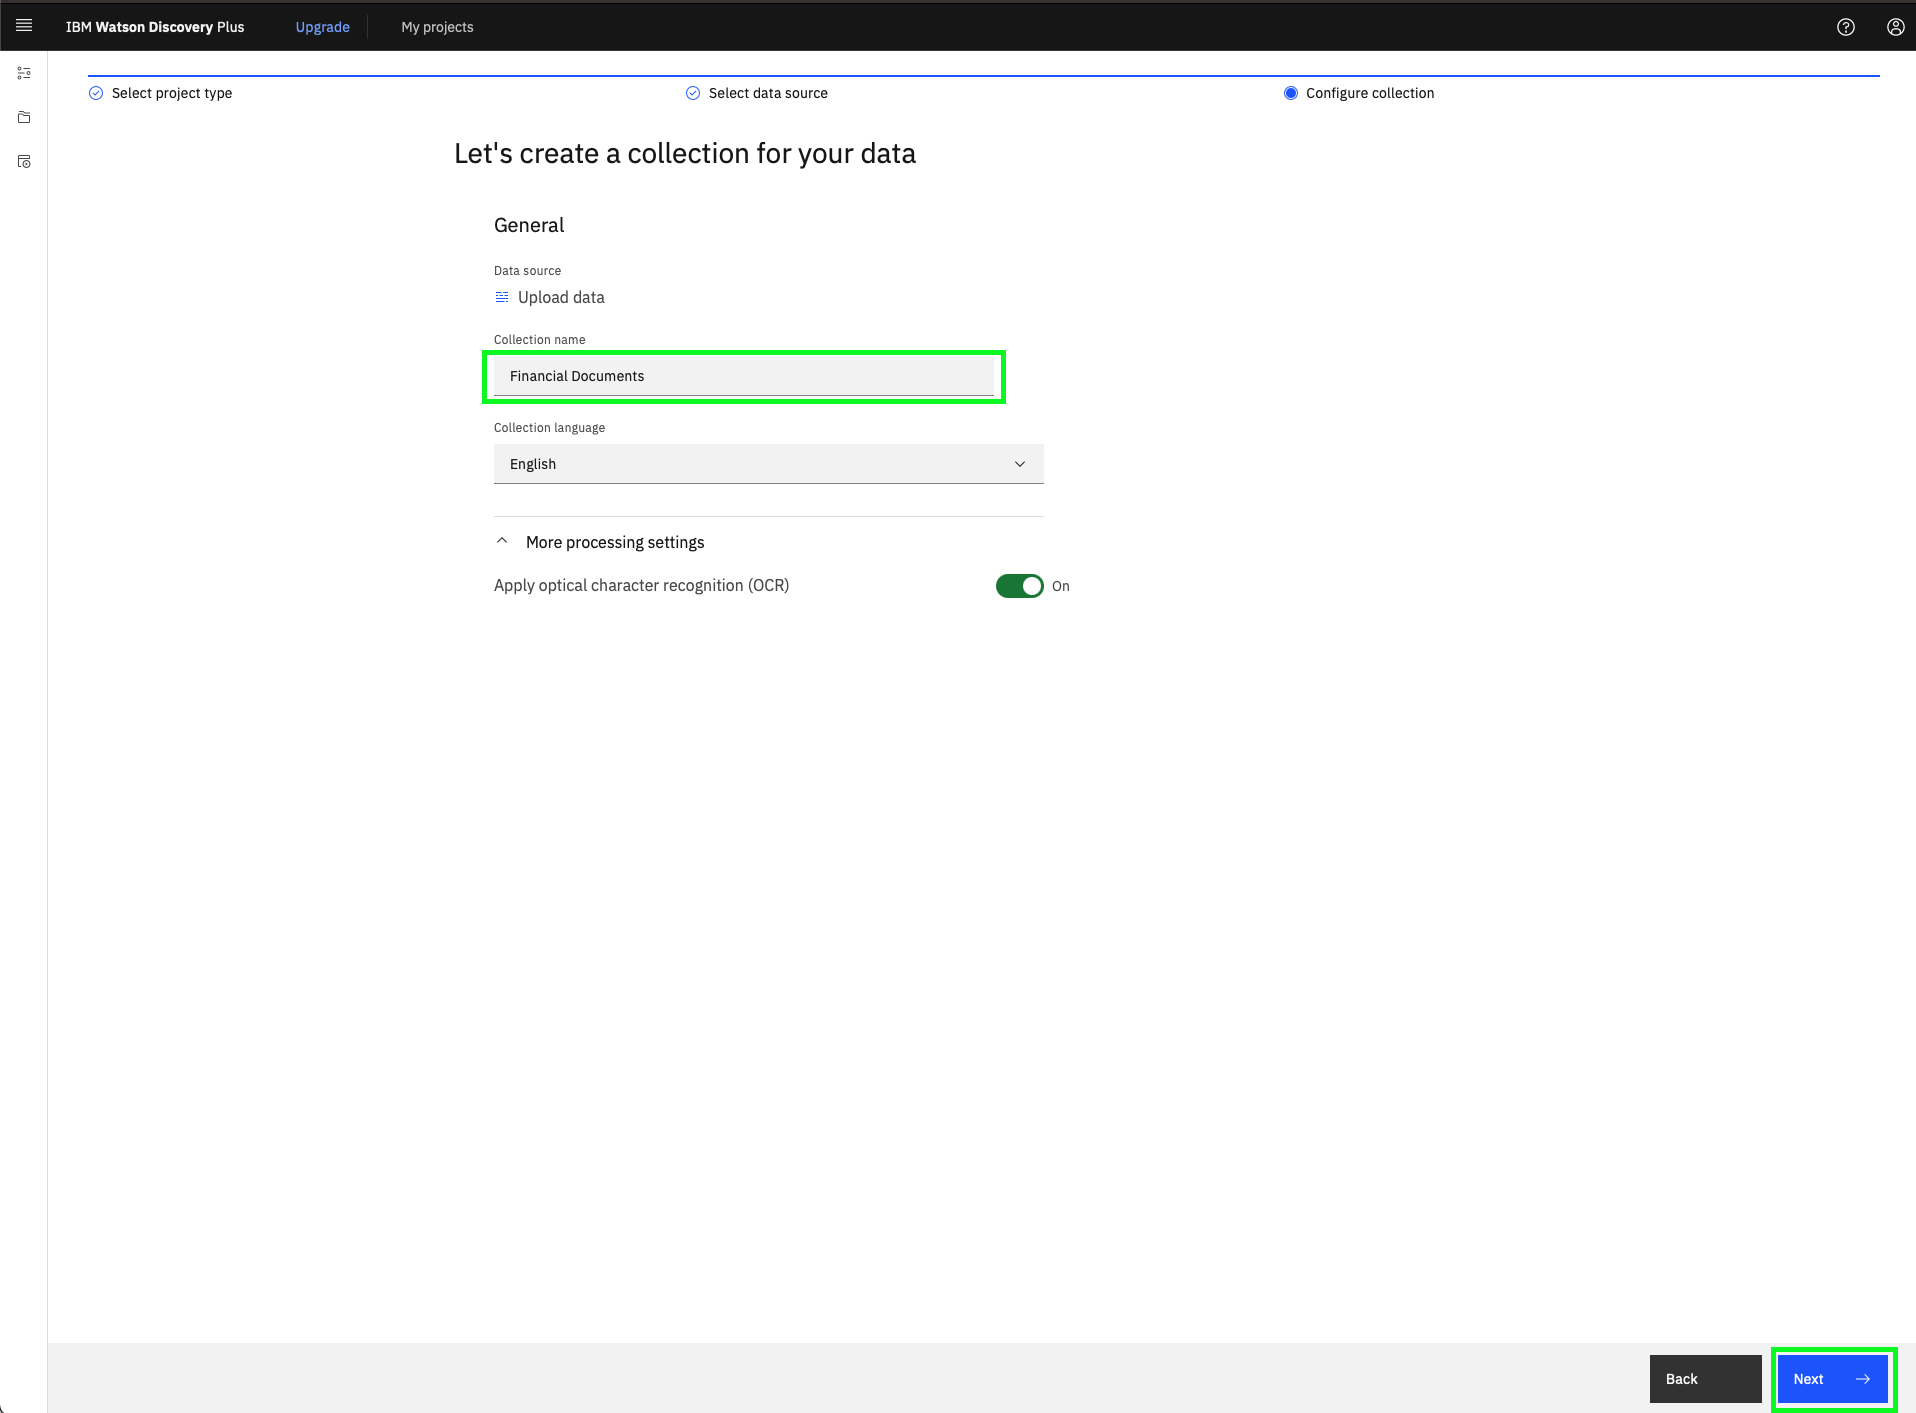 IBM Watson Discovery Plus Upgrade My projects
Select project type Select data source Configure collection
Let's create a collection for your data
General
Data source
Upload data
Collection name
Financial Documents
Collection language
English
More processing settings
Apply optical character recognition (OCR) On
Back Next